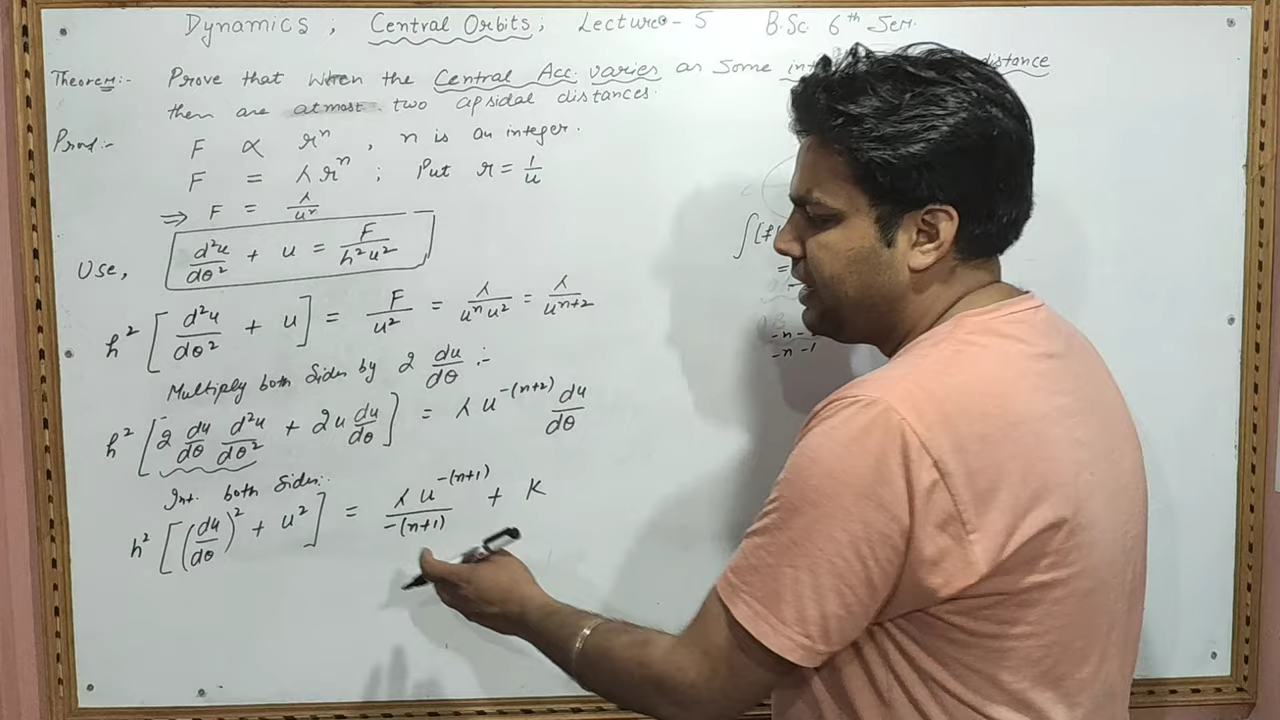 Dynamics ; Central Orbits ; Lecture - 5 B.Sc. 6th Sem.
Theorem:- Prove that when the Central Acc. varies as Some int distance
then are atmost two apsidal distances.
Proof:- F ∝ r^n , n is an integer.
F = λ r^n ; Put r = 1/u
⇒ F = λ/u^n
Use, d²u/dθ² + u = F/h²u²
h² [d²u/dθ² + u] = F/u² = λ/u^n u² = λ/u^{n+2}
Multiply both Sides by 2 du/dθ :-
h² [2 du/dθ d²u/dθ² + 2u du/dθ] = λ u^{-(n+2)} du/dθ
Int. both Sides:-
h² [(du/dθ)² + u²] = λ u^{-(n+1)}/-(n+1) + K
-n-1